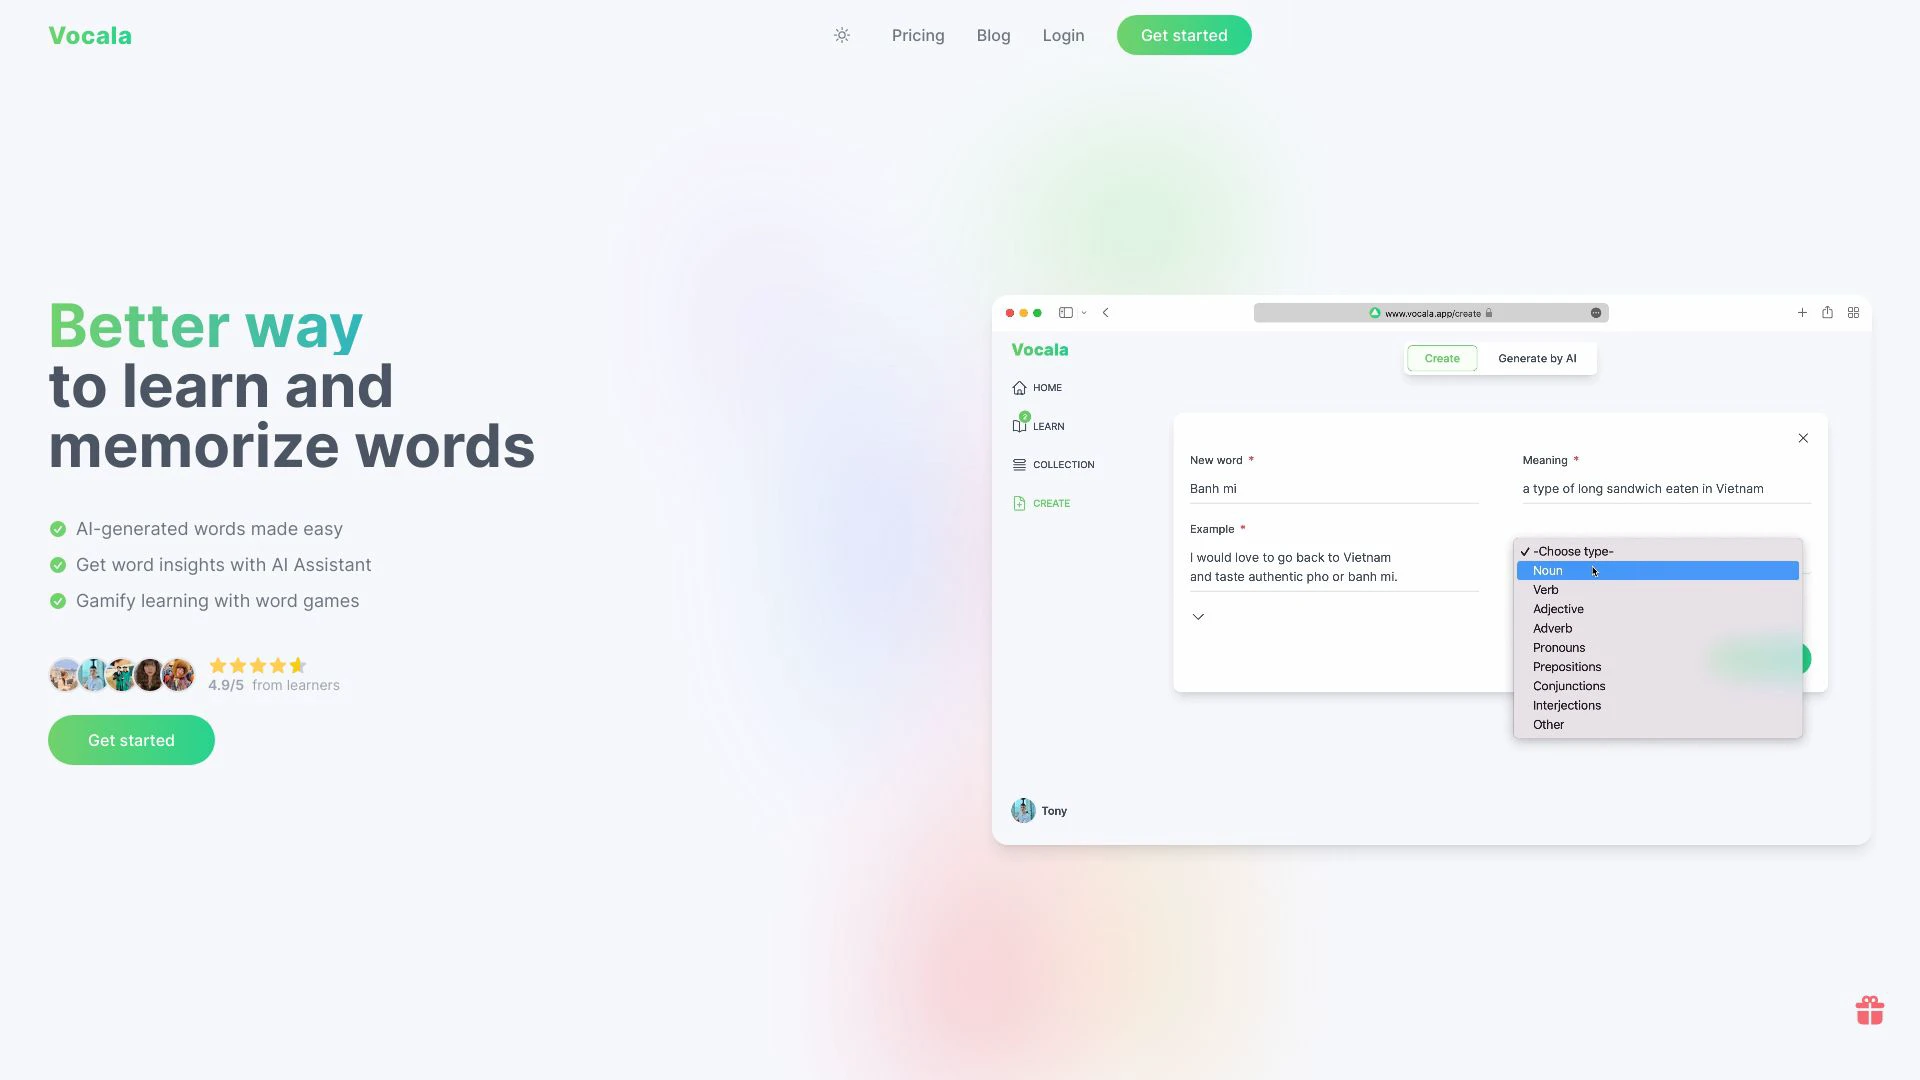 Vocala
Pricing
Blog
Login
Get started
Better way
to learn and
memorize words
AI-generated words made easy
Get word insights with AI Assistant
Gamify learning with word games
4.9/5 from learners
Get started
www.vocala.app/create
Vocala
Create
Generate by AI
HOME
2
LEARN
COLLECTION
CREATE
New word *
Banh mi
Meaning *
a type of long sandwich eaten in Vietnam
Example *
I would love to go back to Vietnam
and taste authentic pho or banh mi.
-Choose type-
Noun
Verb
Adjective
Adverb
Pronouns
Prepositions
Conjunctions
Interjections
Other
Tony